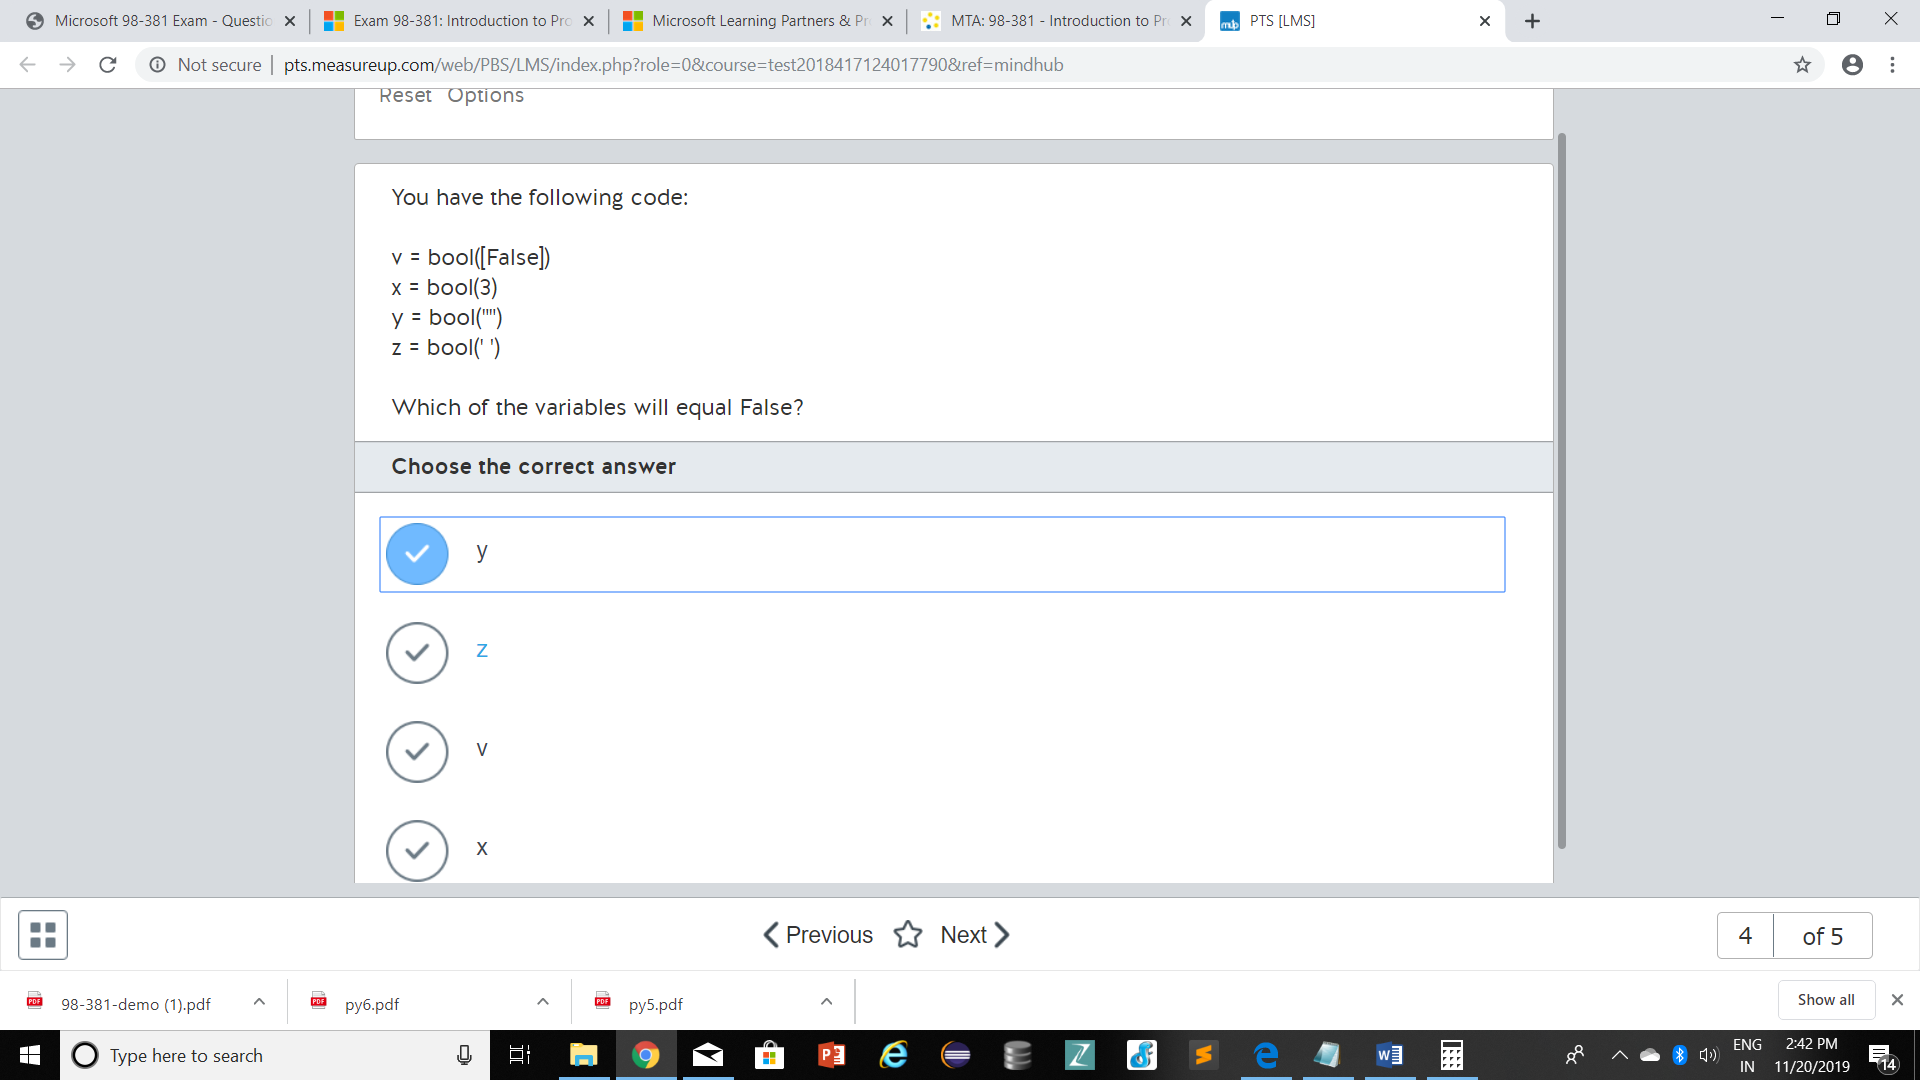 Microsoft 98-381 Exam - Questio
Exam 98-381: Introduction to Pro
Microsoft Learning Partners & Pr
MTA: 98-381 - Introduction to Pr
mub PTS [LMS]
Not secure | pts.measureup.com/web/PBS/LMS/index.php?role=0&course=test2018417124017790&ref=mindhub
Reset Options
You have the following code:
v = bool([False])
x = bool(3)
y = bool("")
z = bool(' ')
Which of the variables will equal False?
Choose the correct answer
y
z
v
x
Previous Next
4 of 5
PDF 98-381-demo (1).pdf
PDF py6.pdf
PDF py5.pdf
Show all
Type here to search
ENG
IN
2:42 PM
11/20/2019
14